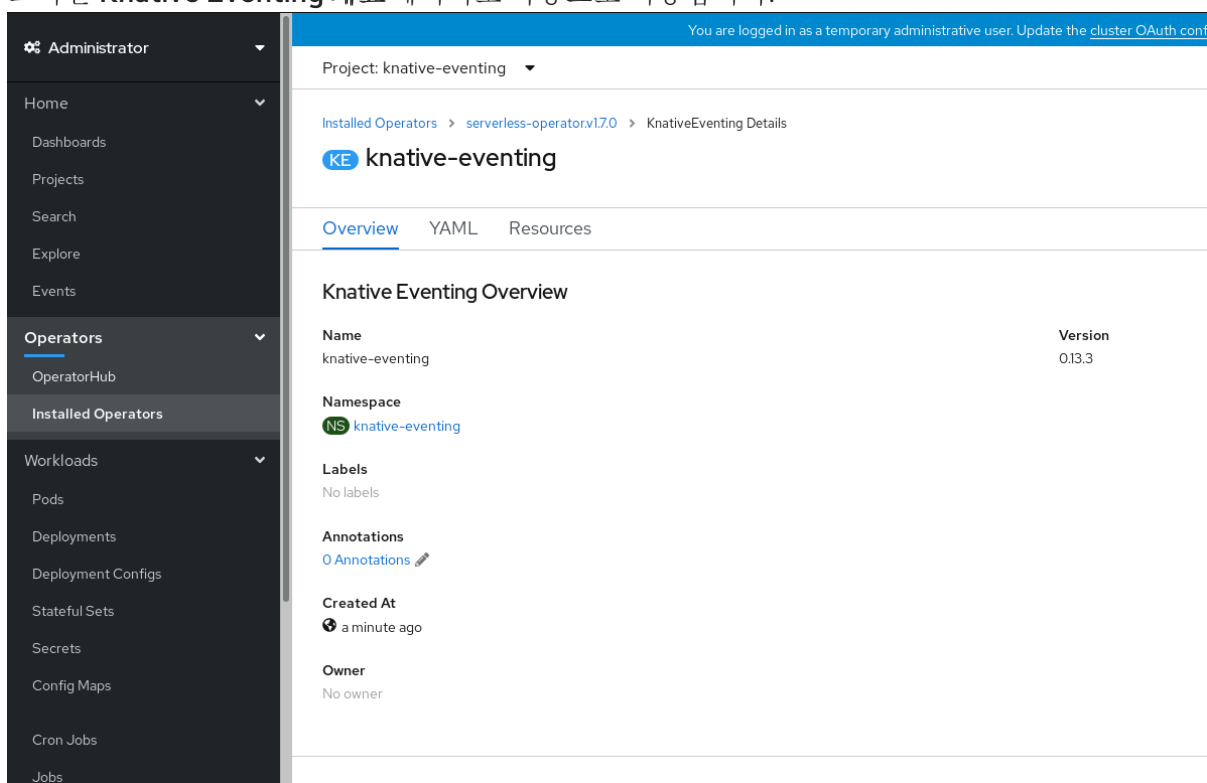 Knative Eventing
You are logged in as a temporary administrative user. Update the cluster OAuth conf
Administrator
Project: knative-eventing
Home
Dashboards
Projects
Search
Explore
Events
Operators
OperatorHub
Installed Operators
Workloads
Pods
Deployments
Deployment Configs
Stateful Sets
Secrets
Config Maps
Cron Jobs
Jobs
Installed Operators > serverless-operator.v1.7.0 > KnativeEventing Details
KE knative-eventing
Overview YAML Resources
Knative Eventing Overview
Name
knative-eventing
Version
0.13.3
Namespace
NS knative-eventing
Labels
No labels
Annotations
0 Annotations
Created At
a minute ago
Owner
No owner